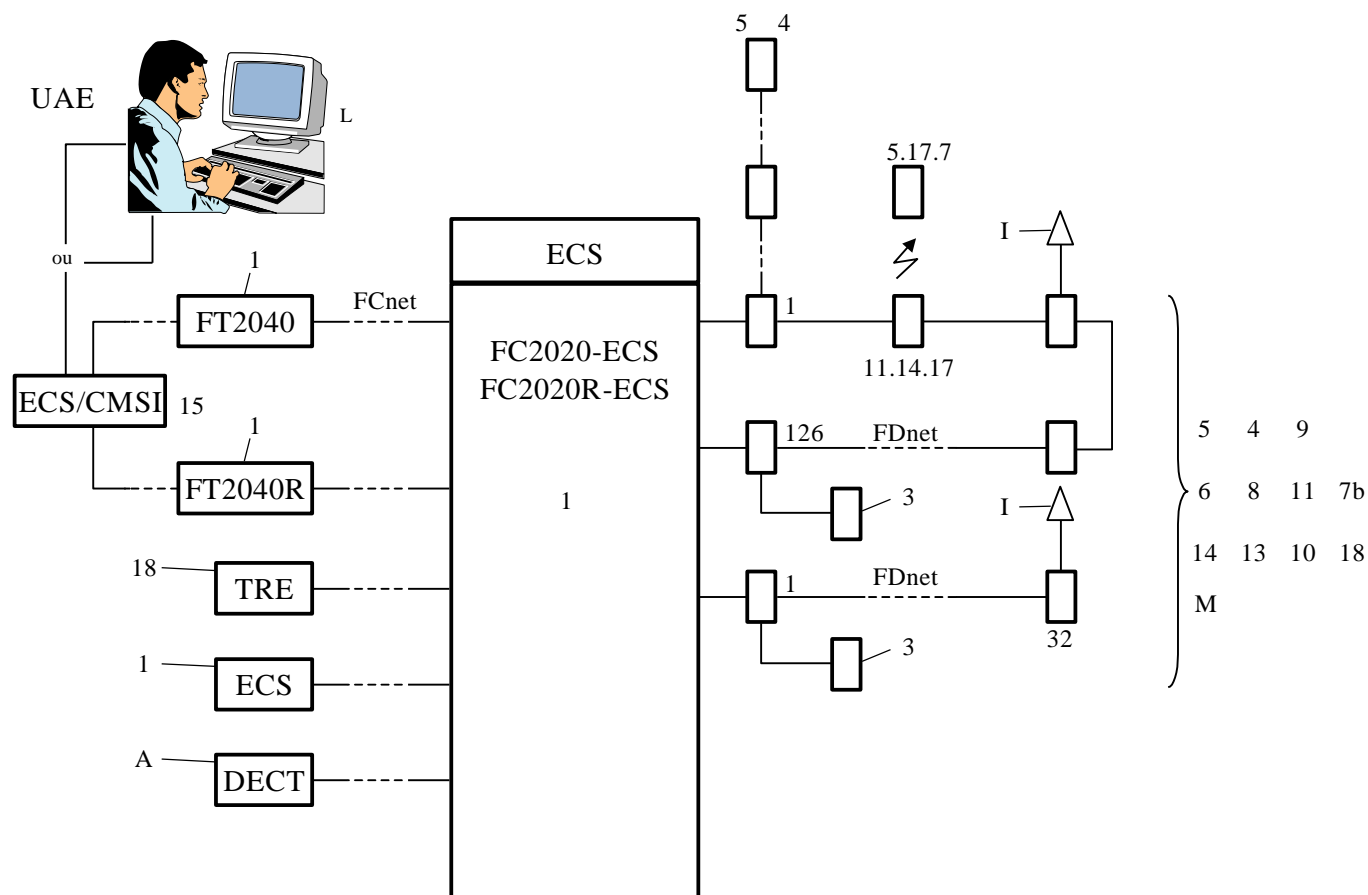 5 4
UAE
L
5.17.7
I
ou
1
ECS
FT2040
FCnet
1
FC2020-ECS
FC2020R-ECS
11.14.17
ECS/CMSI
15
1
126
FDnet
5 4 9
FT2040R
1
3
I
6 8 11 7b
18
TRE
1
FDnet
14 13 10 18
M
32
3
1
ECS
A
DECT